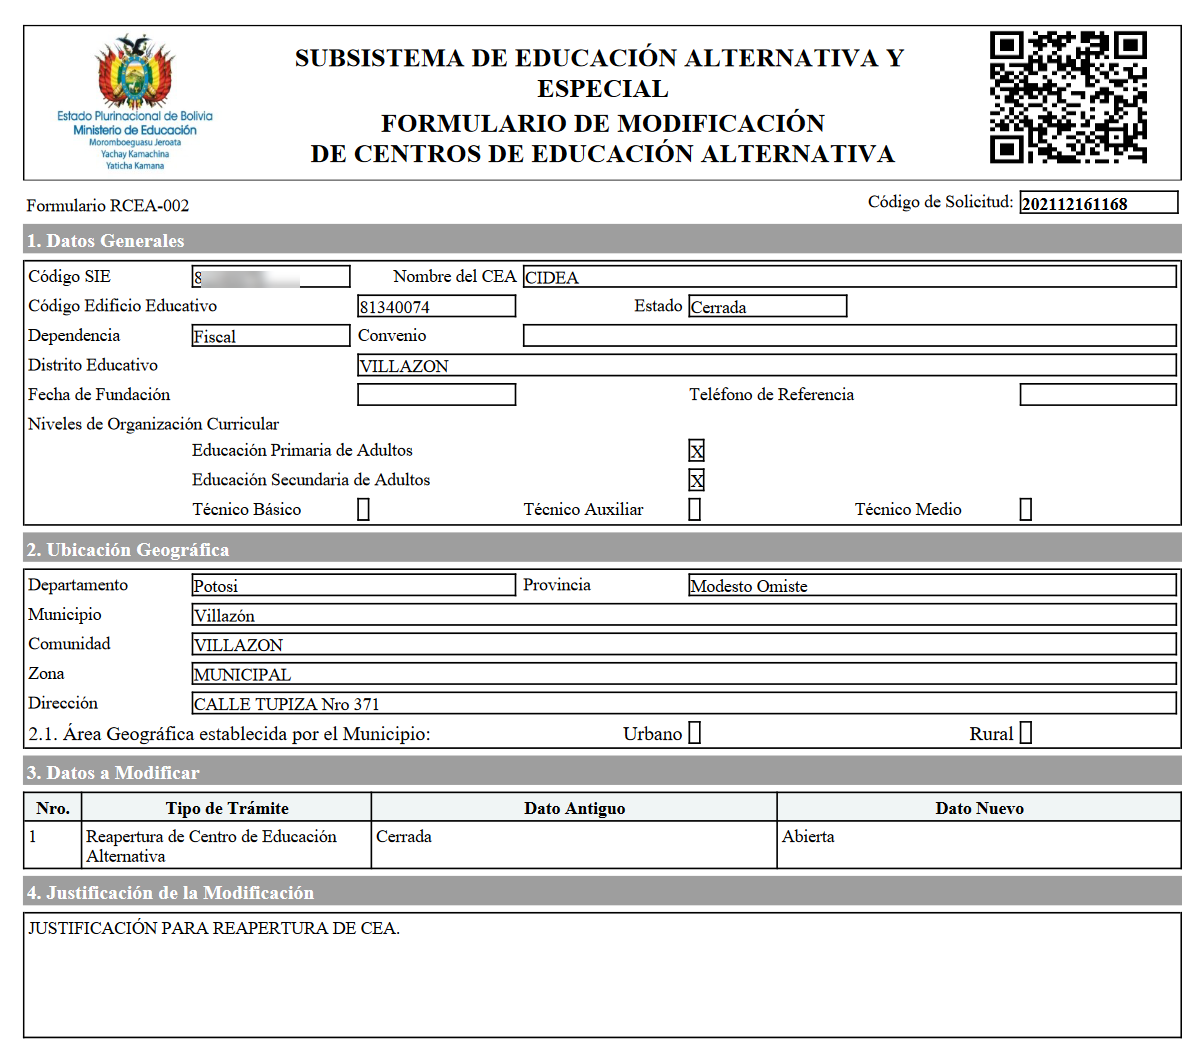 SUBSISTEMA DE EDUCACIÓN ALTERNATIVA Y
ESPECIAL
FORMULARIO DE MODIFICACIÓN
DE CENTROS DE EDUCACIÓN ALTERNATIVA
Estado Plurinacional de Bolivia
Ministerio de Educación
Moromboeguasu Jeroata
Yachay Kamachina
Yaticha Kamana
Formulario RCEA-002
Código de Solicitud: 202112161168
1. Datos Generales
Código SIE 8 Nombre del CEA CIDEA
Código Edificio Educativo 81340074 Estado Cerrada
Dependencia Fiscal Convenio
Distrito Educativo VILLAZON
Fecha de Fundación Teléfono de Referencia
Niveles de Organización Curricular
Educación Primaria de Adultos X
Educación Secundaria de Adultos X
Técnico Básico Técnico Auxiliar Técnico Medio
2. Ubicación Geográfica
Departamento Potosi Provincia Modesto Omiste
Municipio Villazón
Comunidad VILLAZON
Zona MUNICIPAL
Dirección CALLE TUPIZA Nro 371
2.1. Área Geográfica establecida por el Municipio: Urbano Rural
3. Datos a Modificar
Nro. Tipo de Trámite Dato Antiguo Dato Nuevo
1 Reapertura de Centro de Educación Cerrada Abierta
Alternativa
4. Justificación de la Modificación
JUSTIFICACIÓN PARA REAPERTURA DE CEA.